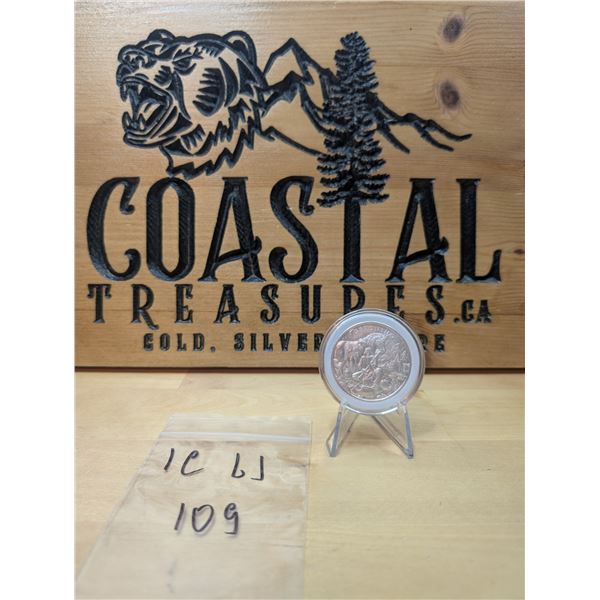 COASTAL
TREASURES.CA
GOLD, SILVER
109